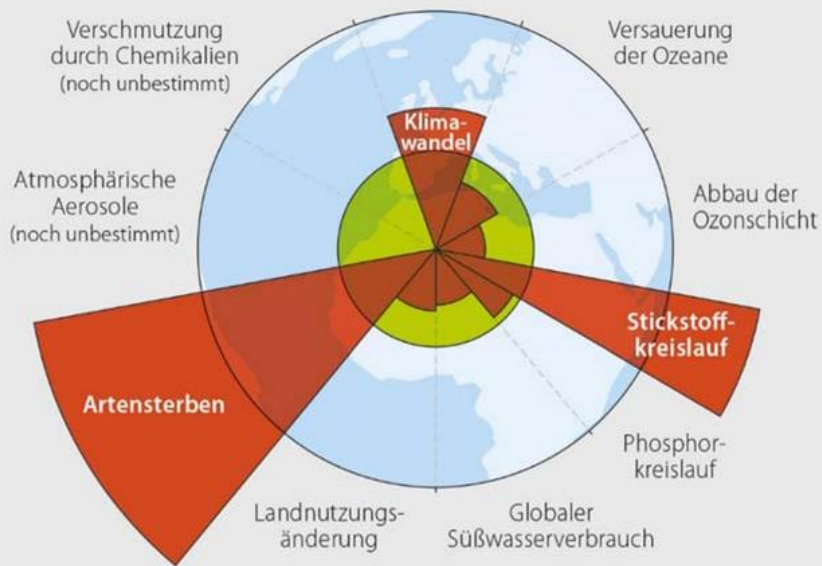 Verschmutzung
durch Chemikalien
(noch unbestimmt)
Versauerung
der Ozeane
Klima-
wandel
Atmosphärische
Aerosole
(noch unbestimmt)
Abbau der
Ozonschicht
Stickstoff-
kreislauf
Artensterben
Phosphor-
kreislauf
Landnutzungs-
änderung
Globaler
Süßwasserverbrauch